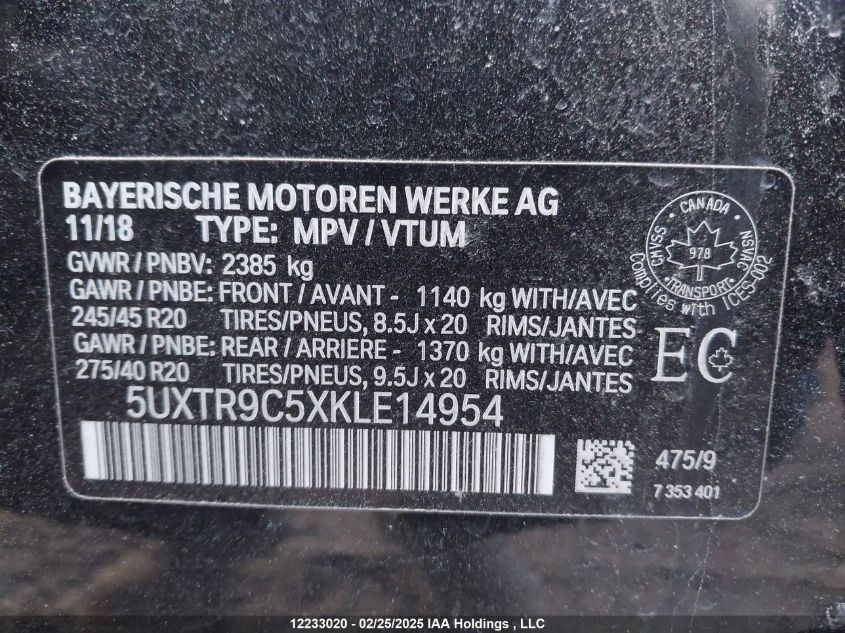 BAYERISCHE MOTOREN WERKE AG
11/18 TYPE: MPV / VTUM
GVWR / PNBV: 2385 kg
GAWR / PNBE: FRONT / AVANT - 1140 kg WITH/AVEC
245/45 R20 TIRES/PNEUS, 8.5J x 20 RIMS/JANTES
GAWR / PNBE: REAR / ARRIERE - 1370 kg WITH/AVEC
275/40 R20 TIRES/PNEUS, 9.5J x 20 RIMS/JANTES
5UXTR9C5XKLE14954
CANADA
CMVSS
NSVAC
978
TRANSPORT
Complies with ICES-002
EC
475/9
7 353 401
12233020 - 02/25/2025 IAA Holdings , LLC